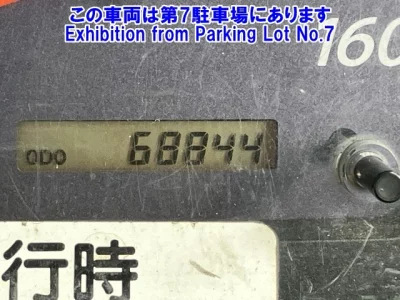 この車両は第7駐車場にあります
Exhibition from Parking Lot No.7
160
ODO 68844
行時